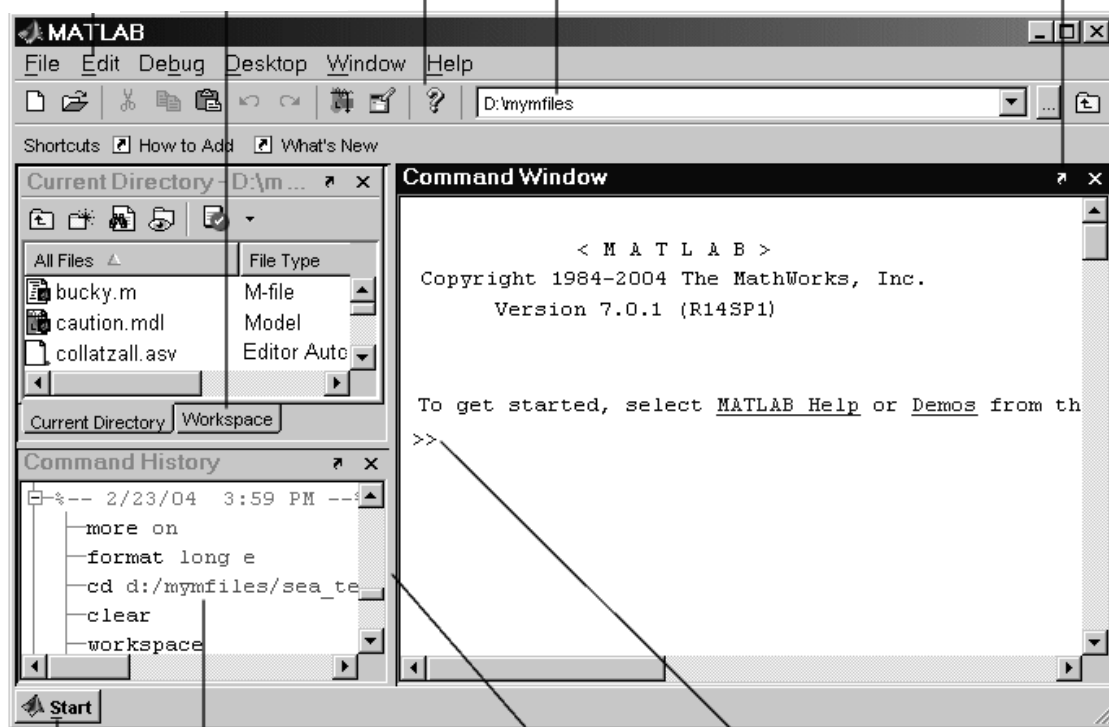 MATLAB
File Edit Debug Desktop Window Help
D:\mymfiles
...
Shortcuts How to Add What's New
Current Directory - D:\m ...
All Files File Type
bucky.m M-file
caution.mdl Model
collatzall.asv Editor Auto
Current Directory Workspace
Command History
%-- 2/23/04 3:59 PM --%
more on
format long e
cd d:/mymfiles/sea_te
clear
workspace
Command Window
< M A T L A B >
Copyright 1984-2004 The MathWorks, Inc.
Version 7.0.1 (R14SP1)
To get started, select MATLAB Help or Demos from th
>>
Start